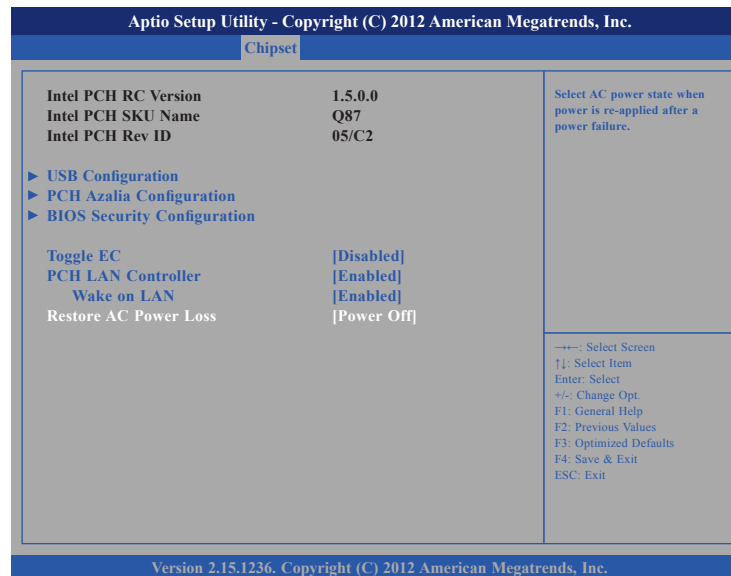 Aptio Setup Utility - Copyright (C) 2012 American Megatrends, Inc.
Chipset
Intel PCH RC Version 1.5.0.0
Intel PCH SKU Name Q87
Intel PCH Rev ID 05/C2
► USB Configuration
► PCH Azalia Configuration
► BIOS Security Configuration
Toggle EC [Disabled]
PCH LAN Controller [Enabled]
Wake on LAN [Enabled]
Restore AC Power Loss [Power Off]
Select AC power state when
power is re-applied after a
power failure.
→←: Select Screen
↑↓: Select Item
Enter: Select
+/-: Change Opt.
F1: General Help
F2: Previous Values
F3: Optimized Defaults
F4: Save & Exit
ESC: Exit
Version 2.15.1236. Copyright (C) 2012 American Megatrends, Inc.